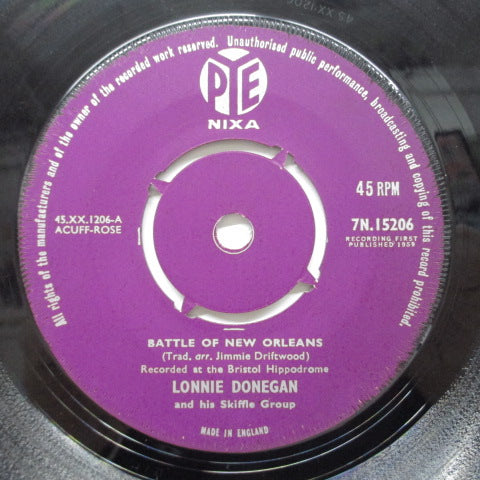 All rights of the manufacturers and of the owner of the recorded work reserved. Unauthorised public performance, broadcasting and copying of this record prohibited.
PYE
NIXA
45.XX.1206-A
ACUFF-ROSE
45 RPM
7N.15206
RECORDING FIRST
PUBLISHED 1959
BATTLE OF NEW ORLEANS
(Trad. arr. Jimmie Driftwood)
Recorded at the Bristol Hippodrome
LONNIE DONEGAN
and his Skiffle Group
MADE IN ENGLAND